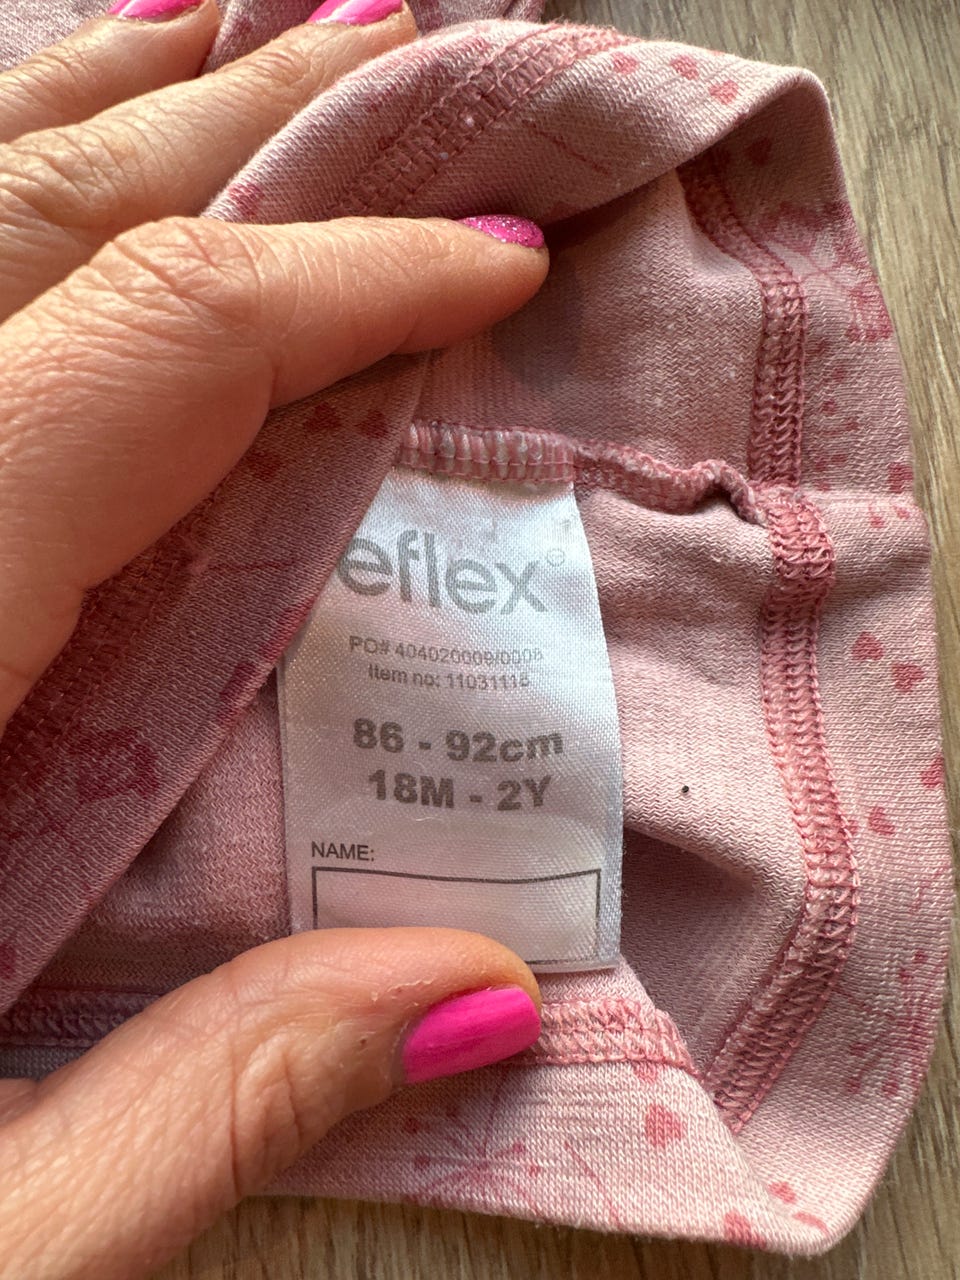 eflex®
PO# 404020009/0008
Item no: 11031118
86 - 92cm
18M - 2Y
NAME: